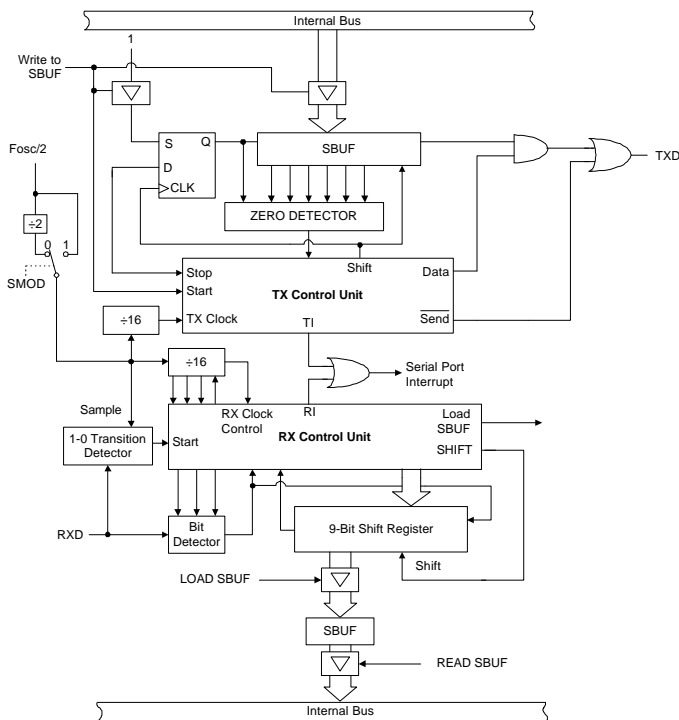 Internal Bus
1
Write to
SBUF
S
Q
D
CLK
SBUF
TXD
Fosc/2
ZERO DETECTOR
÷2
0
1
SMOD
Shift
Stop
Data
Start
TX Control Unit
÷16
TX Clock
TI
Send
÷16
Serial Port
Interrupt
Sample
RX Clock
Control
RI
Load
SBUF
1-0 Transition
Detector
Start
RX Control Unit
SHIFT
RXD
Bit
Detector
9-Bit Shift Register
Shift
LOAD SBUF
SBUF
READ SBUF
Internal Bus